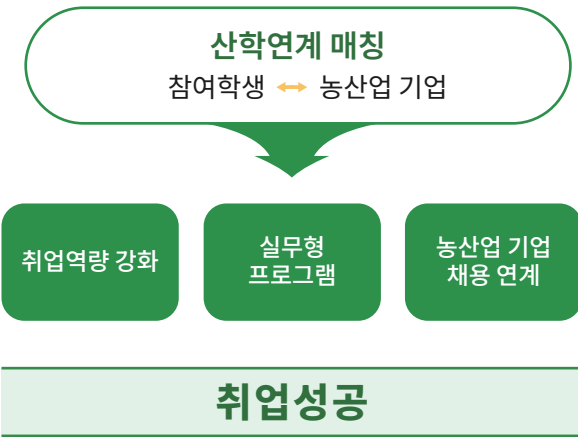 산학연계 매칭
참여학생 ↔ 농산업 기업
취업역량 강화
실무형
프로그램
농산업 기업
채용 연계
취업성공